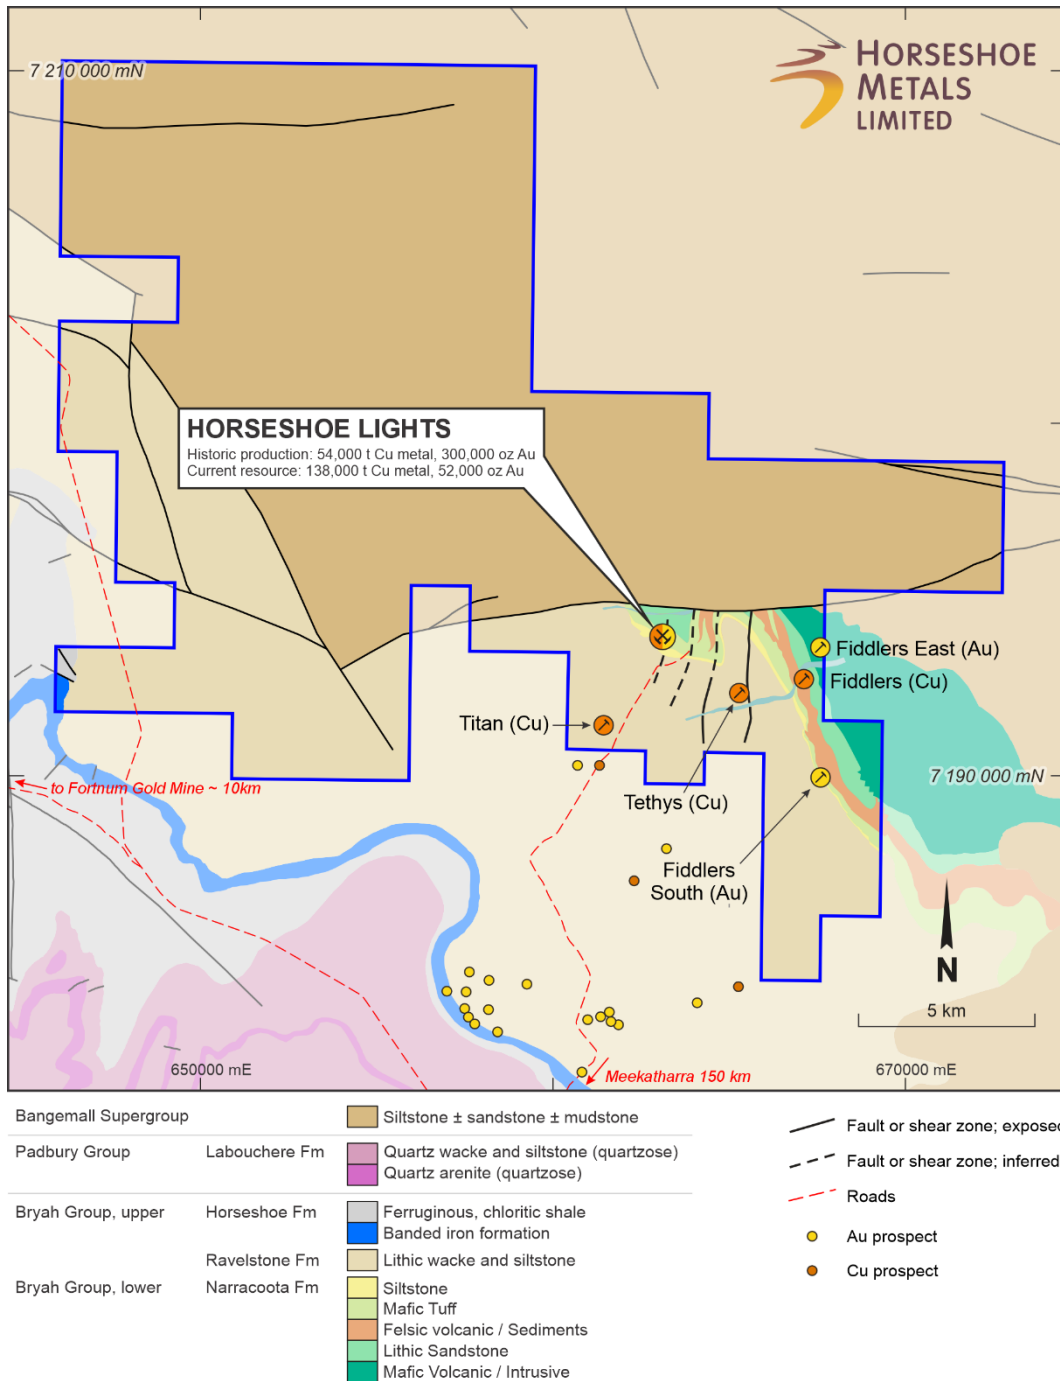 7 210 000 mN
HORSESHOE
METALS
LIMITED
HORSESHOE LIGHTS
Historic production: 54,000 t Cu metal, 300,000 oz Au
Current resource: 138,000 t Cu metal, 52,000 oz Au
Fiddlers East (Au)
Fiddlers (Cu)
Titan (Cu)
7 190 000 mN
to Fortnum Gold Mine ~ 10km
Tethys (Cu)
Fiddlers
South (Au)
N
5 km
650000 mE
Meekatharra 150 km
670000 mE
Bangemall Supergroup
Siltstone ± sandstone ± mudstone
Padbury Group
Labouchere Fm
Quartz wacke and siltstone (quartzose)
Quartz arenite (quartzose)
Bryah Group, upper
Horseshoe Fm
Ferruginous, chloritic shale
Banded iron formation
Ravelstone Fm
Lithic wacke and siltstone
Bryah Group, lower
Narracoota Fm
Siltstone
Mafic Tuff
Felsic volcanic / Sediments
Lithic Sandstone
Mafic Volcanic / Intrusive
Fault or shear zone; exposed
Fault or shear zone; inferred
Roads
Au prospect
Cu prospect